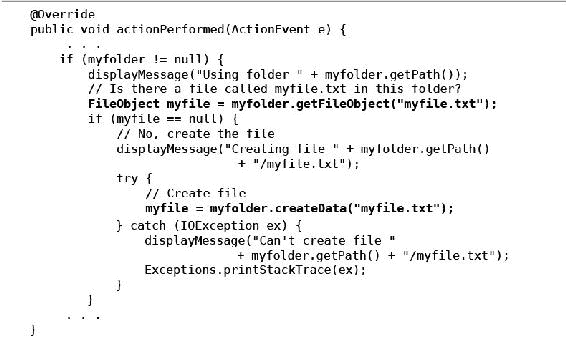 @Override
public void actionPerformed(ActionEvent e) {
. . .
if (myfolder != null) {
displayMessage("Using folder " + myfolder.getPath());
// Is there a file called myfile.txt in this folder?
FileObject myfile = myfolder.getFileObject("myfile.txt");
if (myfile == null) {
// No, create the file
displayMessage("Creating file " + myfolder.getPath()
+ "/myfile.txt");
try {
// Create file
myfile = myfolder.createData("myfile.txt");
} catch (IOException ex) {
displayMessage("Can't create file "
+ myfolder.getPath() + "/myfile.txt");
Exceptions.printStackTrace(ex);
}
}
. . .
}